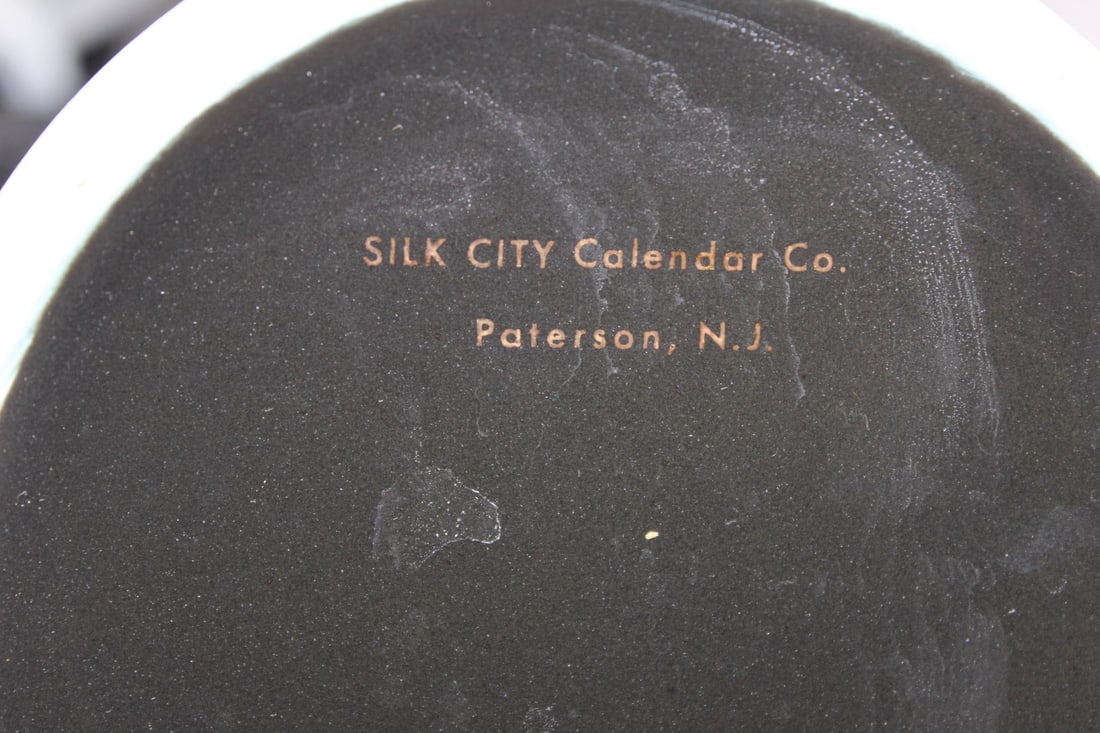 SILK CITY Calendar Co.
Paterson, N.J.